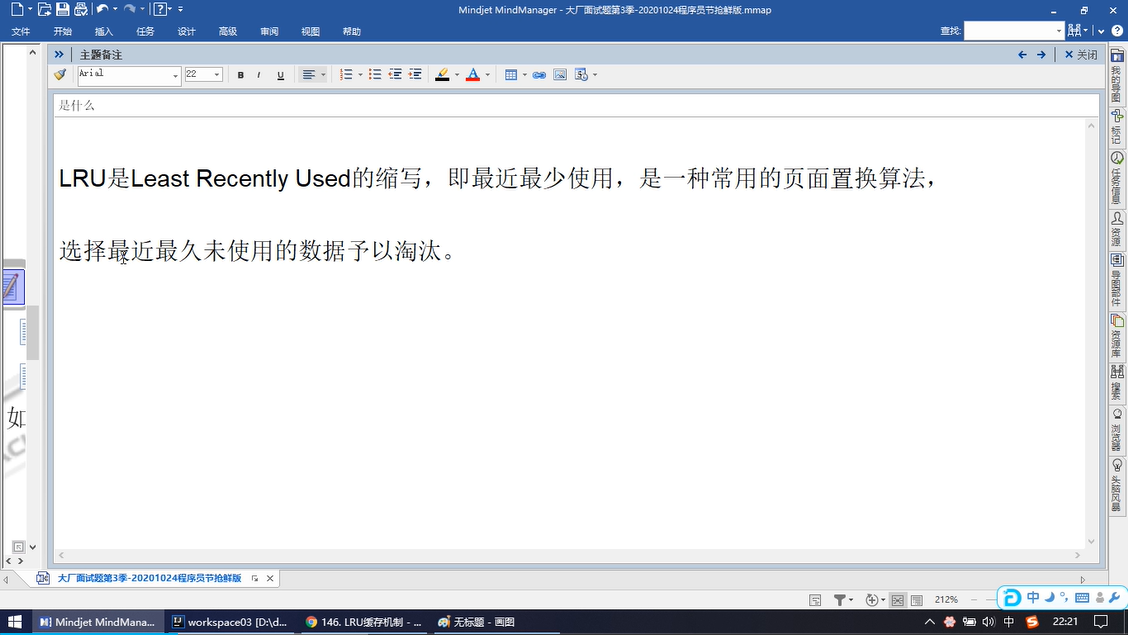 Mindjet MindManager - 大厂面试题第3季-20201024程序员节抢鲜版.mmap
文件 开始 插入 任务 设计 高级 审阅 视图 帮助 查找:
主题备注 关闭
Arial 22 B I U A
是什么
LRU是Least Recently Used的缩写，即最近最少使用，是一种常用的页面置换算法，
选择最近最久未使用的数据予以淘汰。
如
我的导图
标记
任务信息
资源
导图部件
资源库
搜索
浏览器
头脑风暴
大厂面试题第3季-20201024程序员节抢鲜版
212%
中
Mindjet MindMana... workspace03 [D:\d... 146. LRU缓存机制 - ... 无标题 - 画图 中 22:21